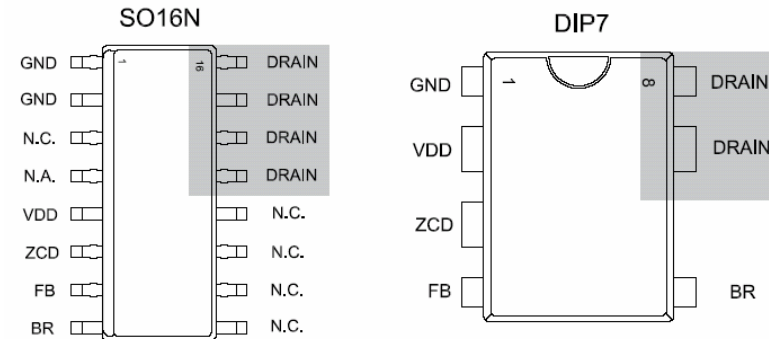 SO16N
DIP7
GND 1 16 DRAIN
GND DRAIN
N.C. DRAIN
N.A. DRAIN
VDD N.C.
ZCD N.C.
FB N.C.
BR N.C.
GND 1 8 DRAIN
VDD DRAIN
ZCD
FB BR